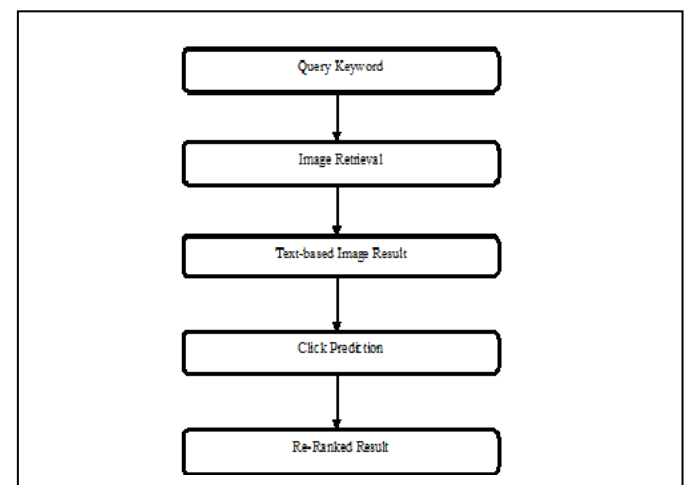 Query Keyword
Image Retrieval
Text-based Image Result
Click Prediction
Re-Ranked Result